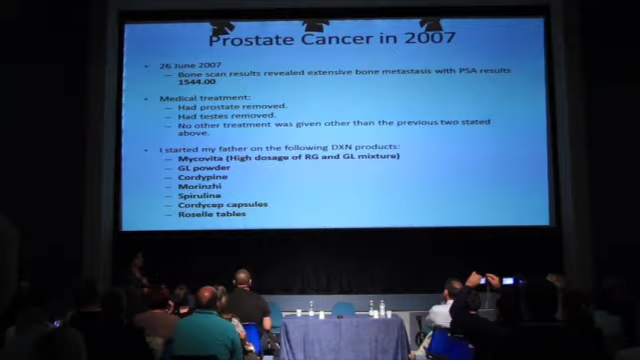 Prostate Cancer in 2007
• 26 June 2007
– Bone scan results revealed extensive bone metastasis with PSA results
1544.00
• Medical treatment:
– Had prostate removed.
– Had testes removed.
– No other treatment was given other than the previous two stated
above.
• I started my father on the following DXN products:
– Mycovita (High dosage of RG and GL mixture)
– GL powder
– Cordypine
– Morinzhi
– Spirulina
– Cordycep capsules
– Roselle tables